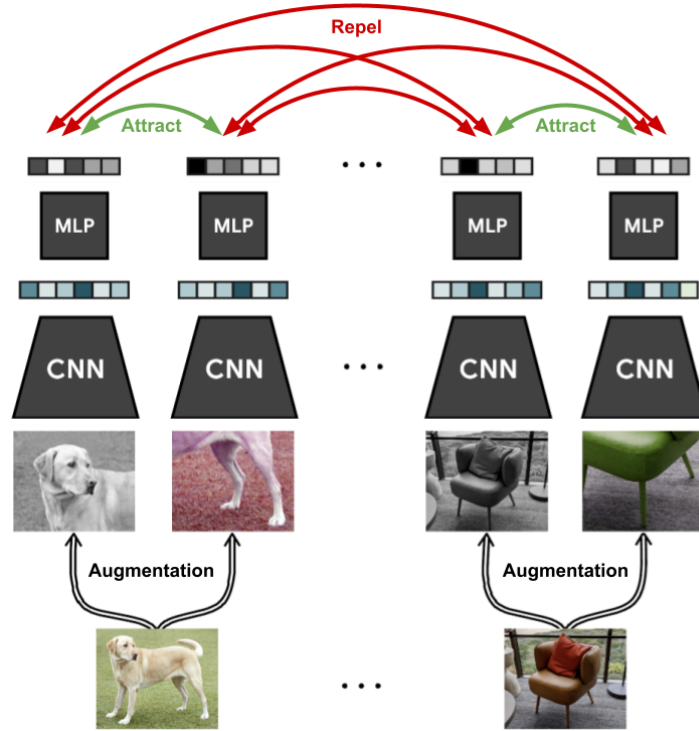 Repel
Attract
Attract
MLP
MLP
MLP
MLP
CNN
CNN
CNN
CNN
Augmentation
Augmentation